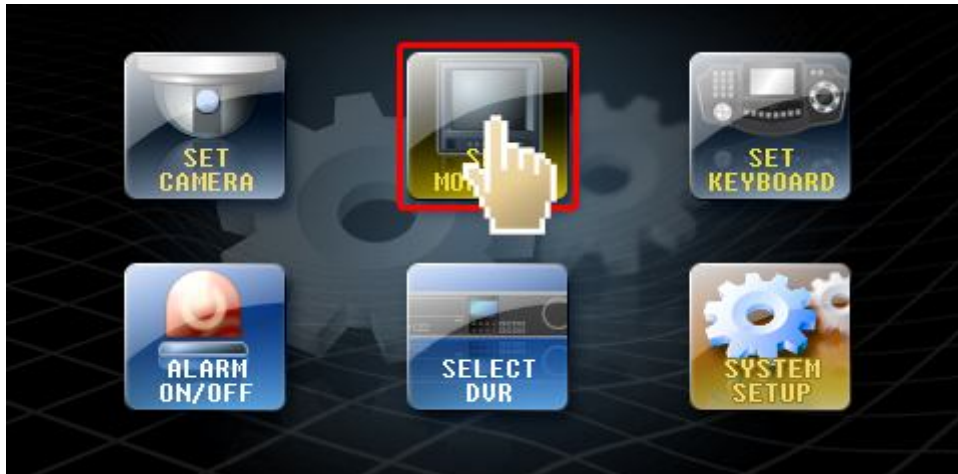 SET
CAMERA
SET
KEYBOARD
ALARM
ON/OFF
SELECT
DVR
SYSTEM
SETUP